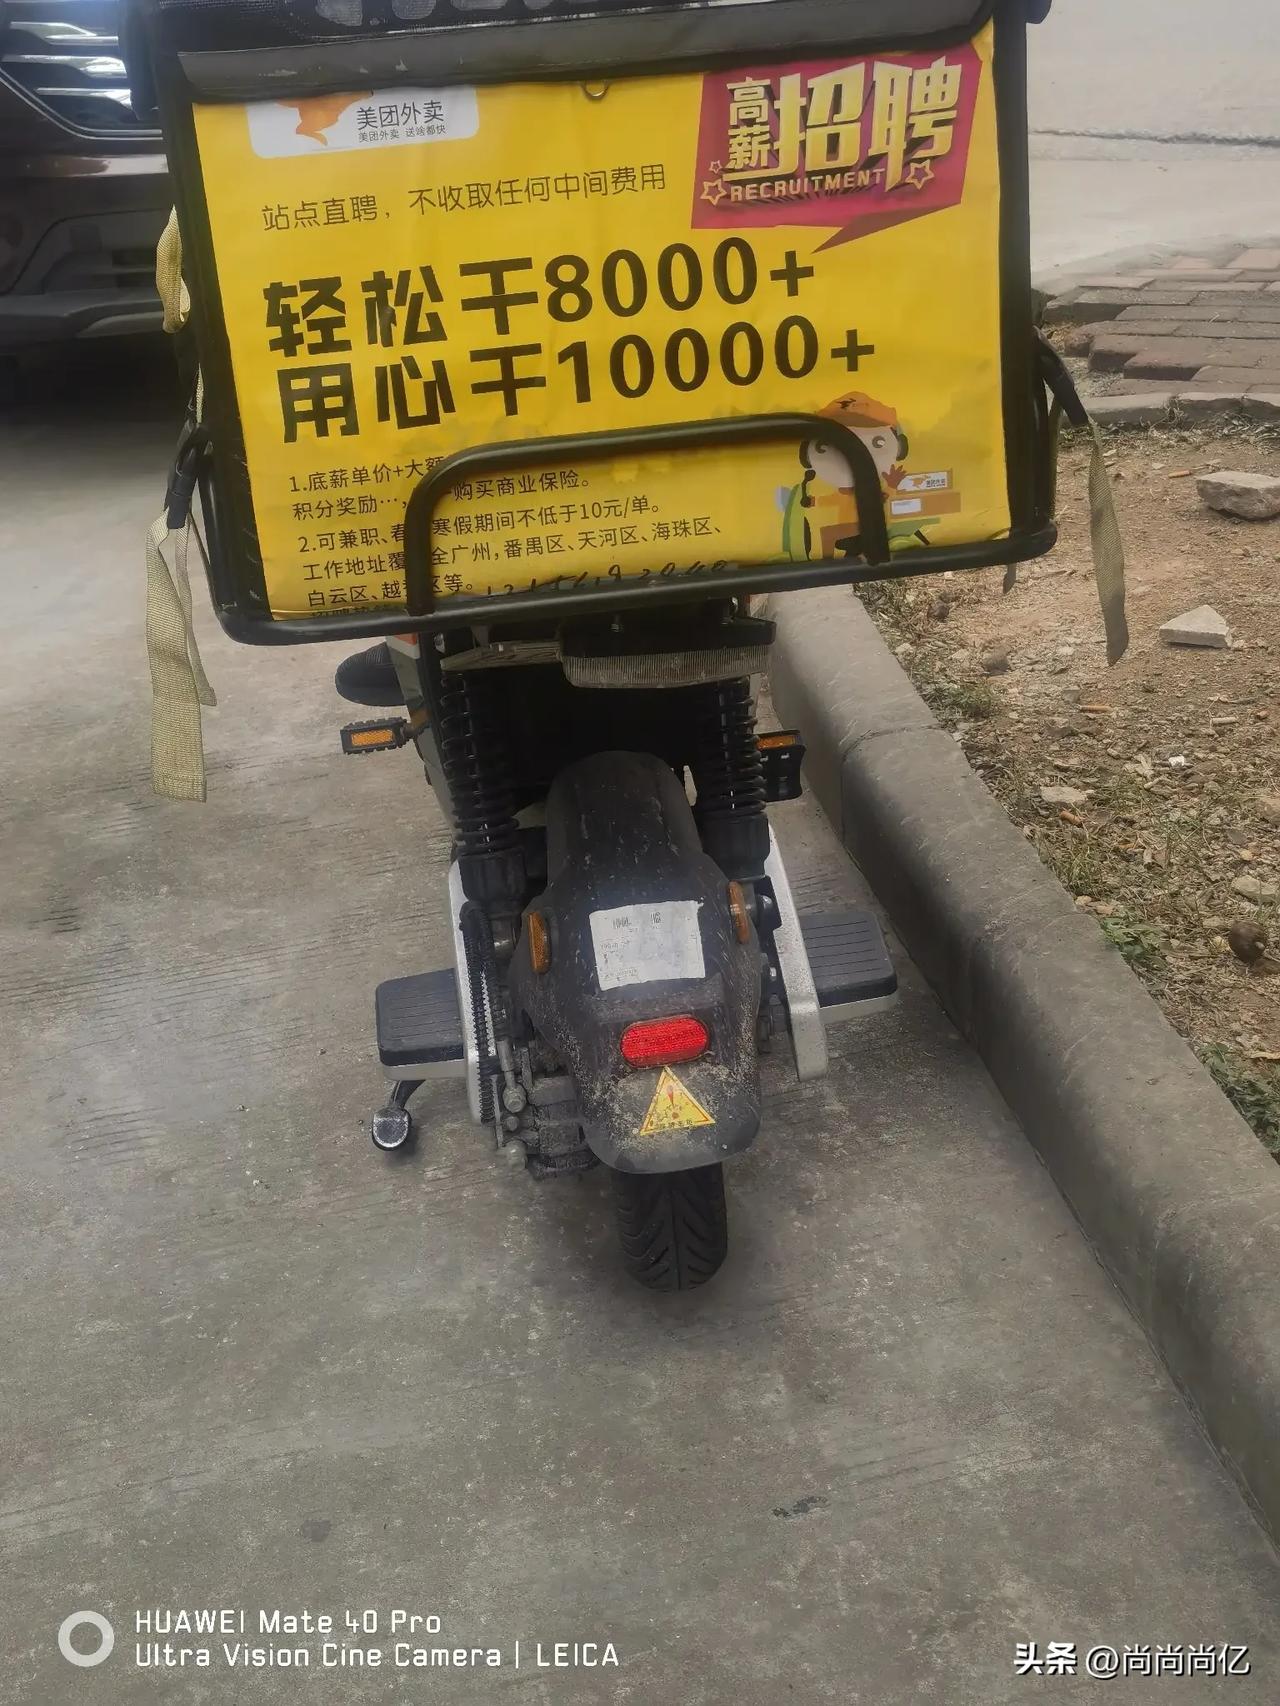 美团外卖
美团外卖 送啥都快
高薪招聘
RECRUITMENT
站点直聘，不收取任何中间费用
轻松干8000+
用心干10000+
1.底薪单价+大额
积分奖励…，购买商业保险。
2.可兼职、春寒假期间不低于10元/单。
工作地址覆全广州，番禺区、天河区、海珠区、
白云区、越区等。
HUAWEI Mate 40 Pro
Ultra Vision Cine Camera | LEICA
头条 @尚尚尚亿